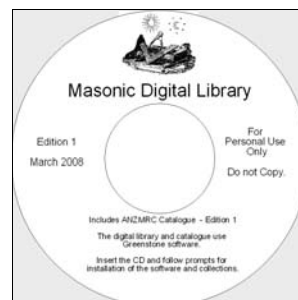 Masonic Digital Library
Edition 1
March 2008
For
Personal Use
Only
Do not Copy.
Includes ANZMRC Catalogue - Edition 1
The digital library and catalogue use
Greenstone software.
Insert the CD and follow prompts for
installation of the software and collections.